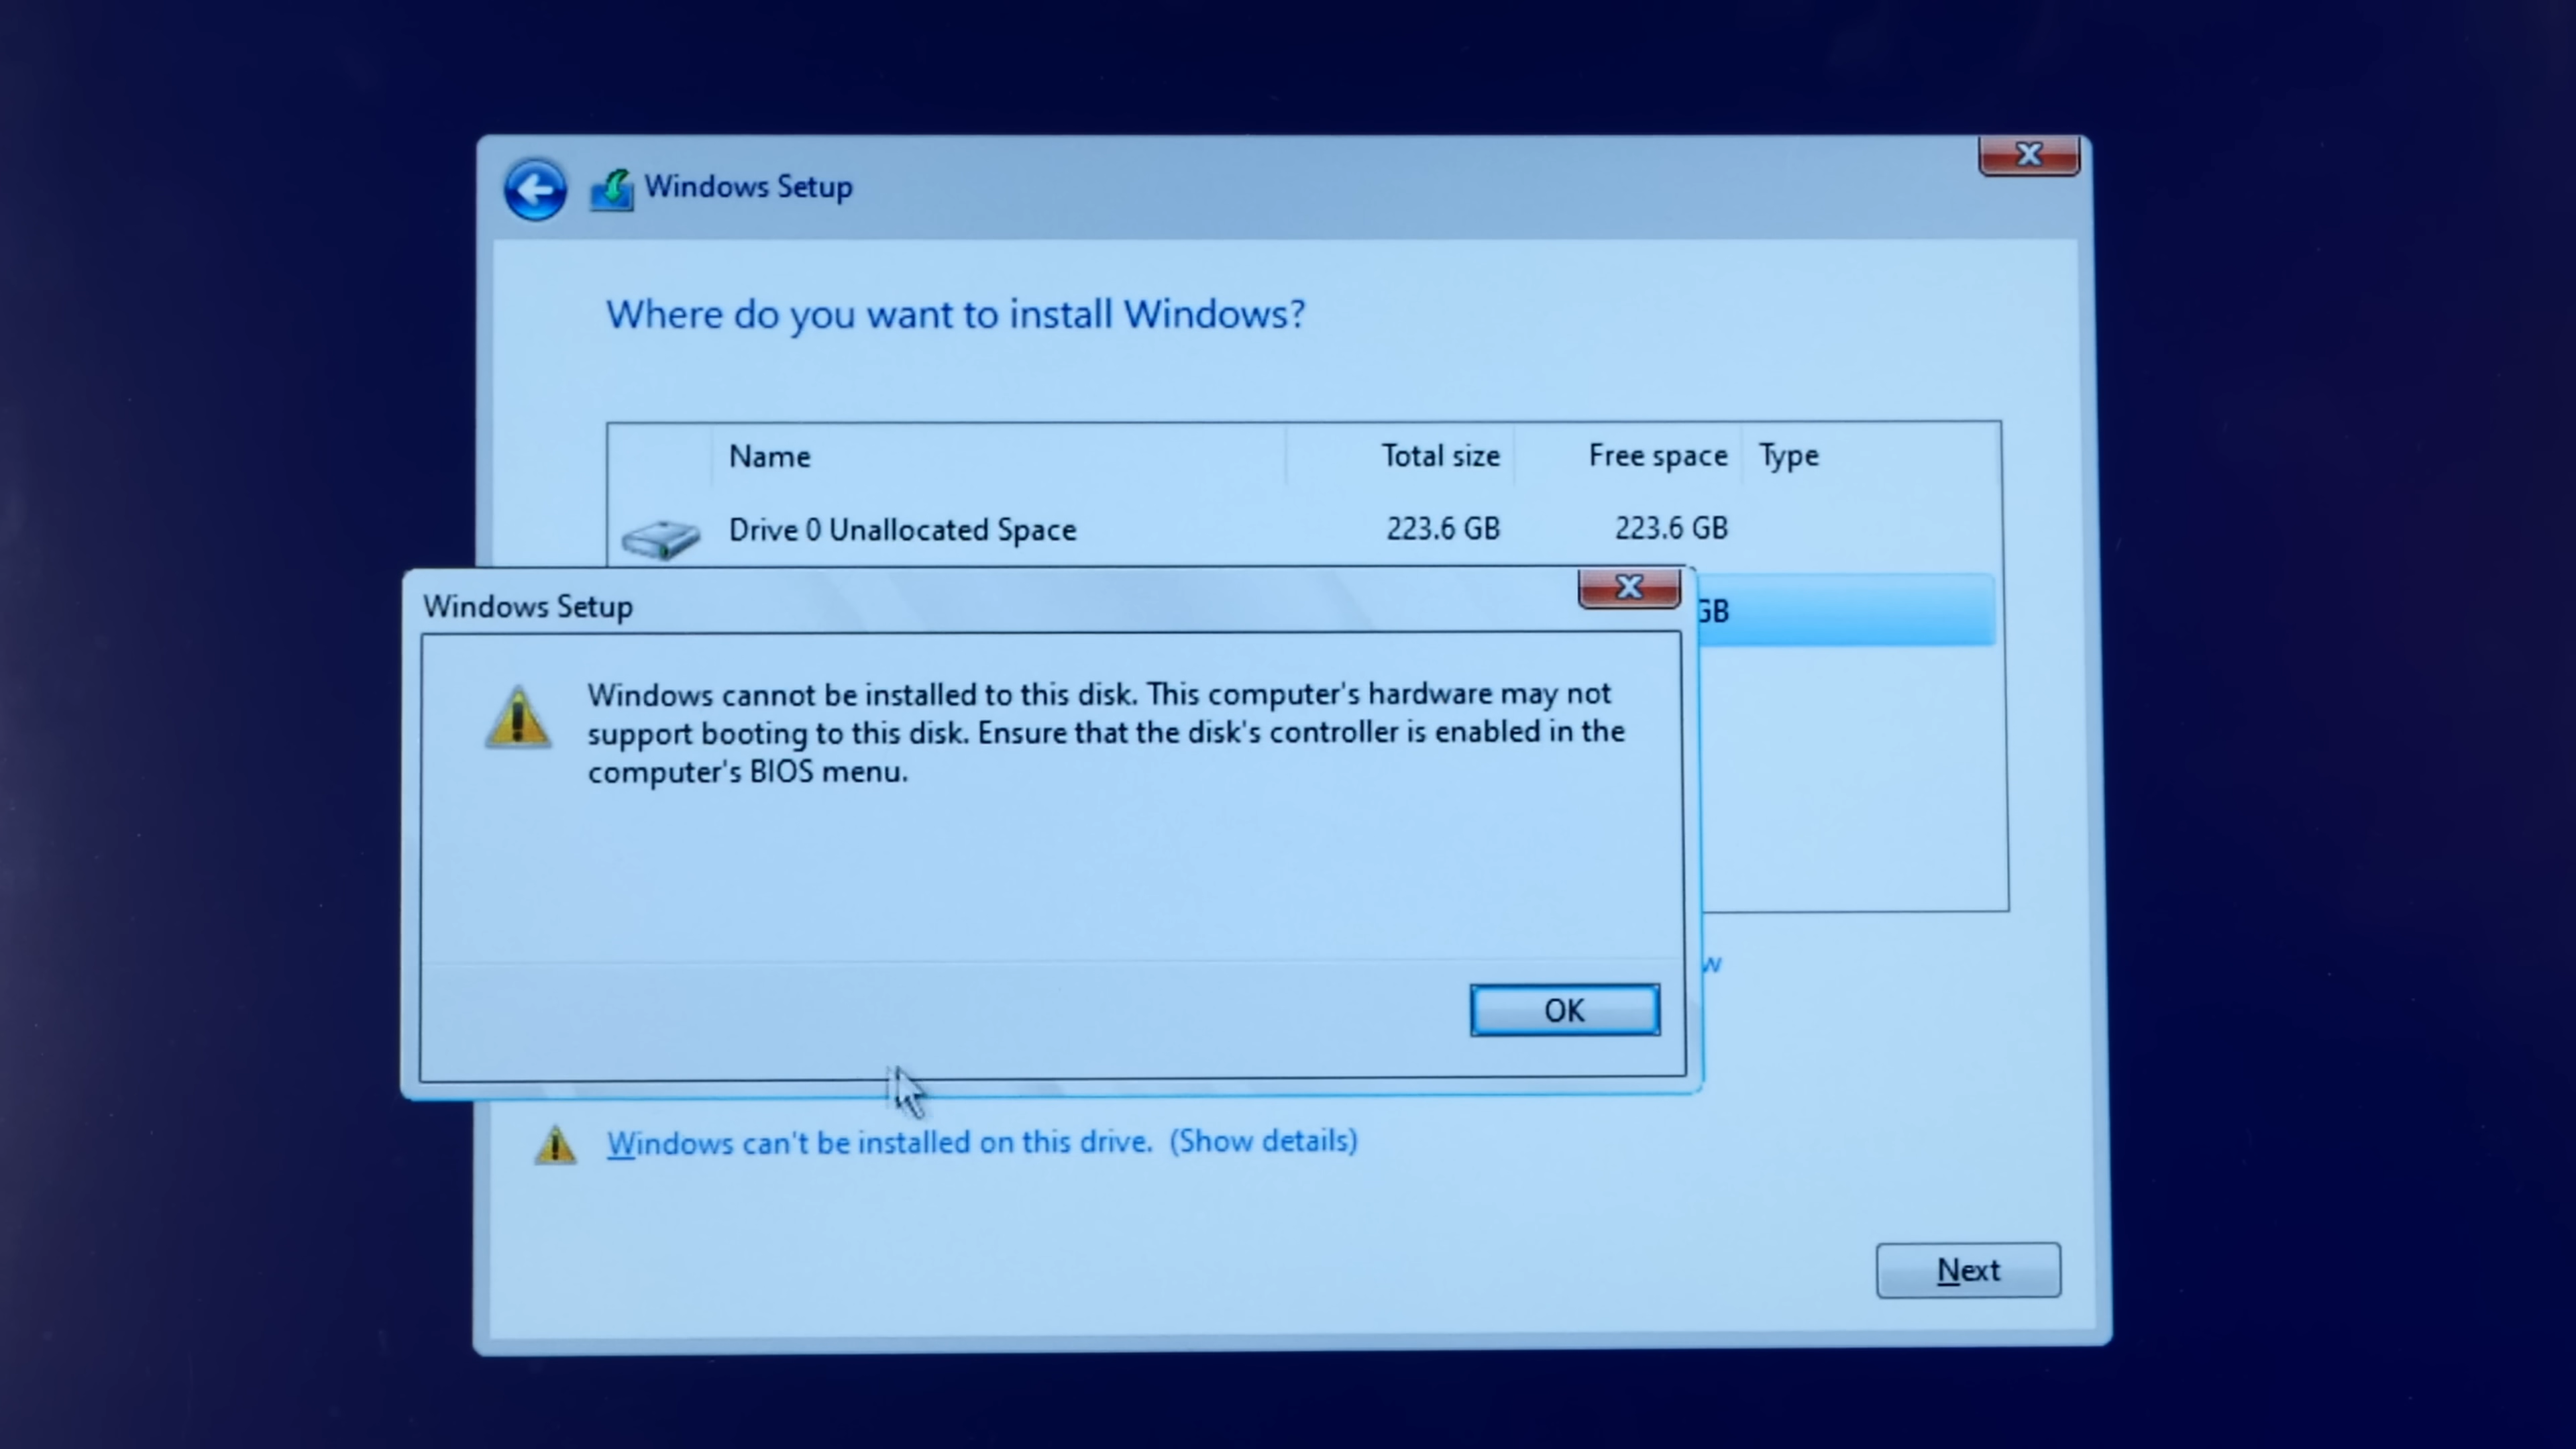 Windows Setup
Where do you want to install Windows?
Name Total size Free space Type
Drive 0 Unallocated Space 223.6 GB 223.6 GB
GB
Windows Setup
Windows cannot be installed to this disk. This computer's hardware may not
support booting to this disk. Ensure that the disk's controller is enabled in the
computer's BIOS menu.
w
OK
Windows can't be installed on this drive. (Show details)
Next